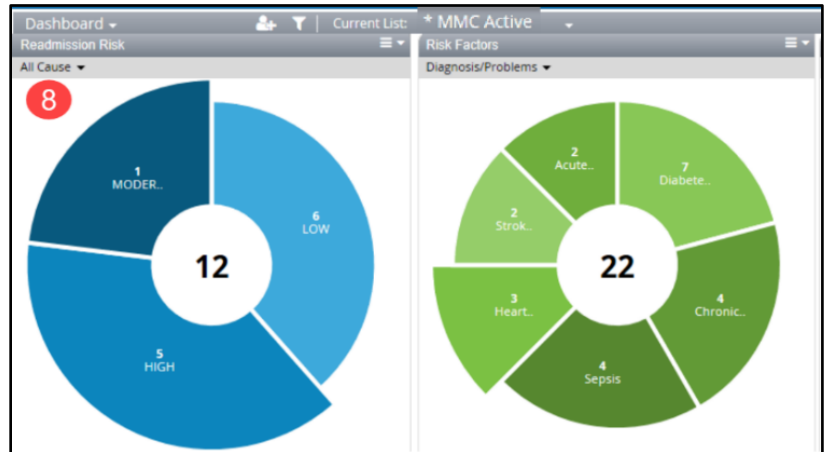 Dashboard
Current List: * MMC Active
Readmission Risk
All Cause
8
1
MODER..
6
LOW
12
5
HIGH
Risk Factors
Diagnosis/Problems
2
Acute..
7
Diabete..
2
Strok..
22
3
Heart..
4
Chronic..
4
Sepsis